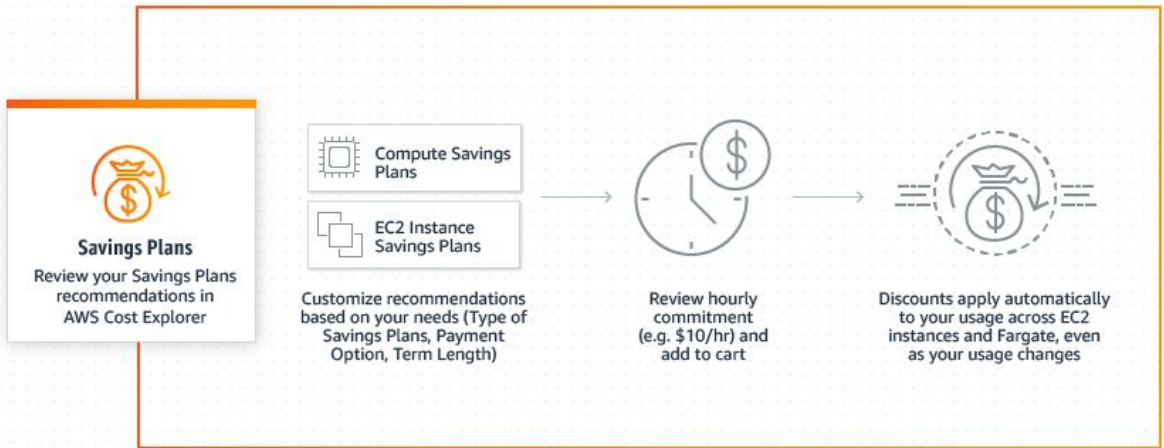 Savings Plans
Review your Savings Plans
recommendations in
AWS Cost Explorer
Compute Savings
Plans
EC2 Instance
Savings Plans
Customize recommendations
based on your needs (Type of
Savings Plans, Payment
Option, Term Length)
$
Review hourly
commitment
(e.g. $10/hr) and
add to cart
$
Discounts apply automatically
to your usage across EC2
instances and Fargate, even
as your usage changes